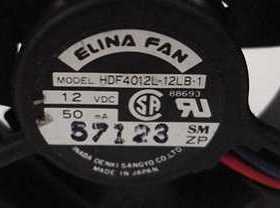 ELINA FAN
MODEL HDF4012L-12LB-1
12 VDC
88693
50 mA
57123
SM
ZP
INABA DENKI SANGYO CO.,LTD.
MADE IN JAPAN